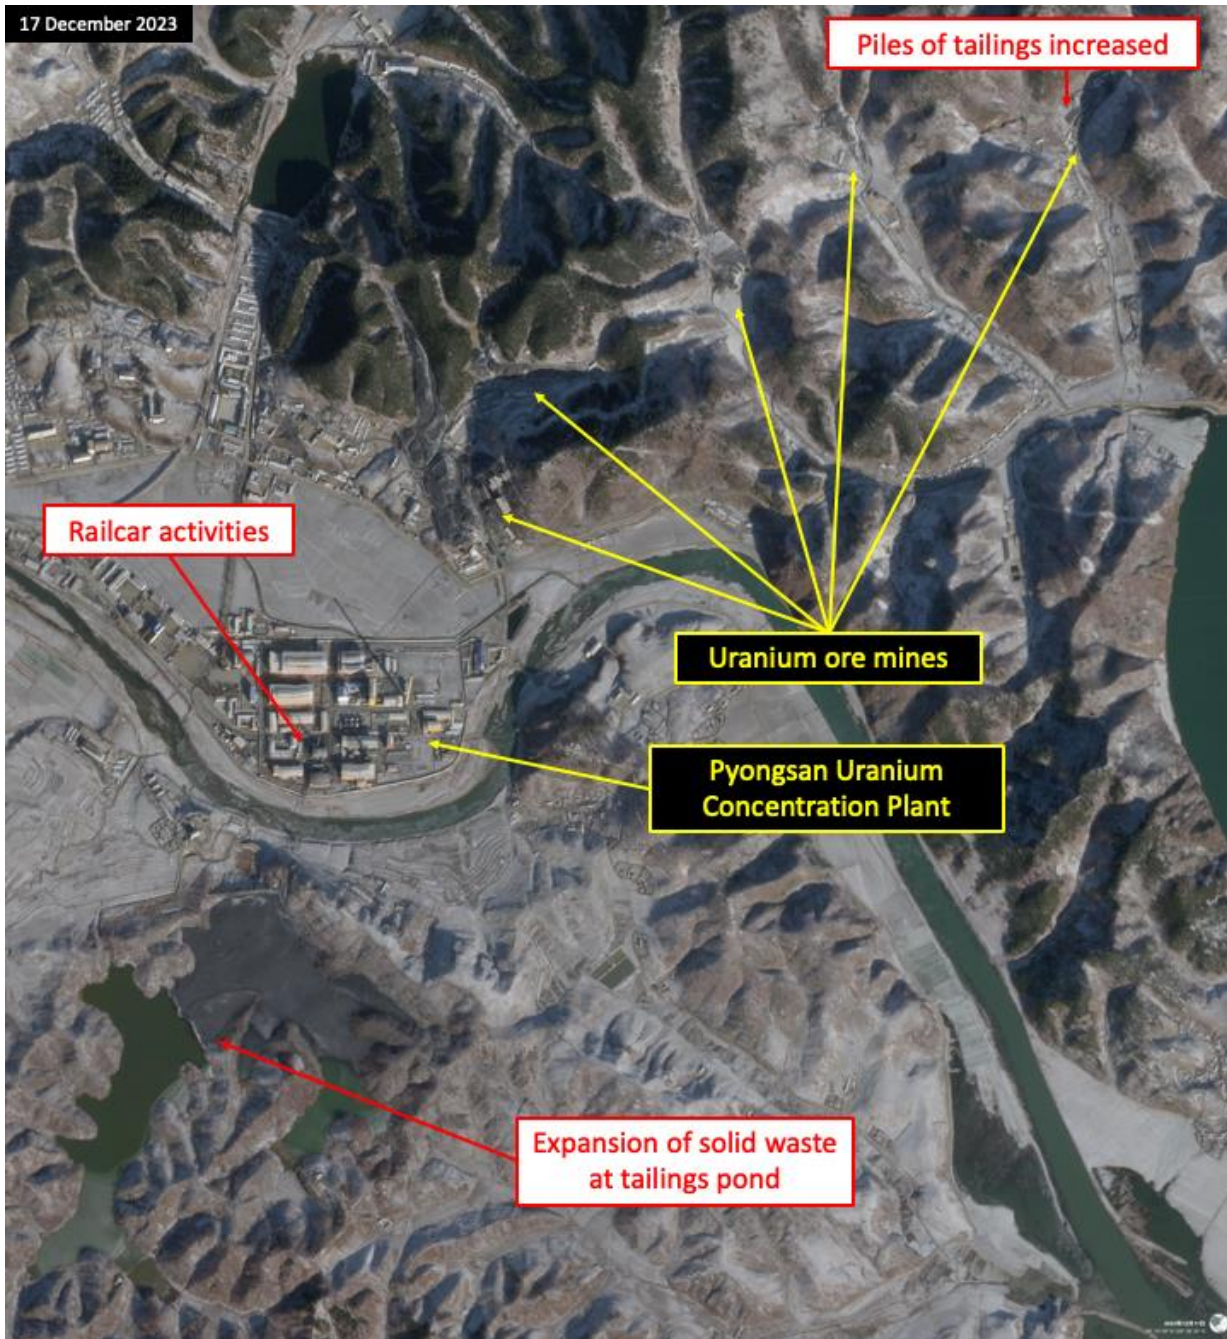 17 December 2023
Piles of tailings increased
Railcar activities
Uranium ore mines
Pyongsan Uranium
Concentration Plant
Expansion of solid waste
at tailings pond